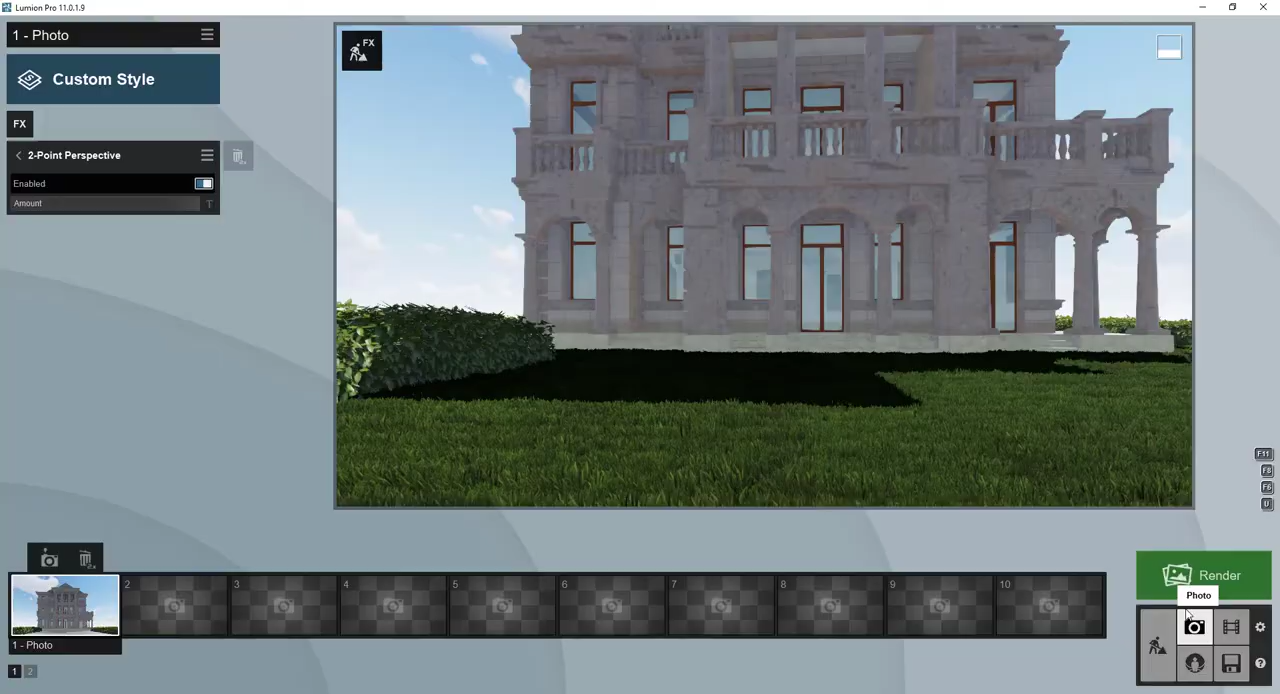 Lumion Pro 11.0.1.9
1 - Photo
Custom Style
FX
FX
2-Point Perspective
Enabled
Amount
T
F11
F8
F6
U
2
3
4
5
6
7
8
9
10
1 - Photo
1
2
Render
Photo
?